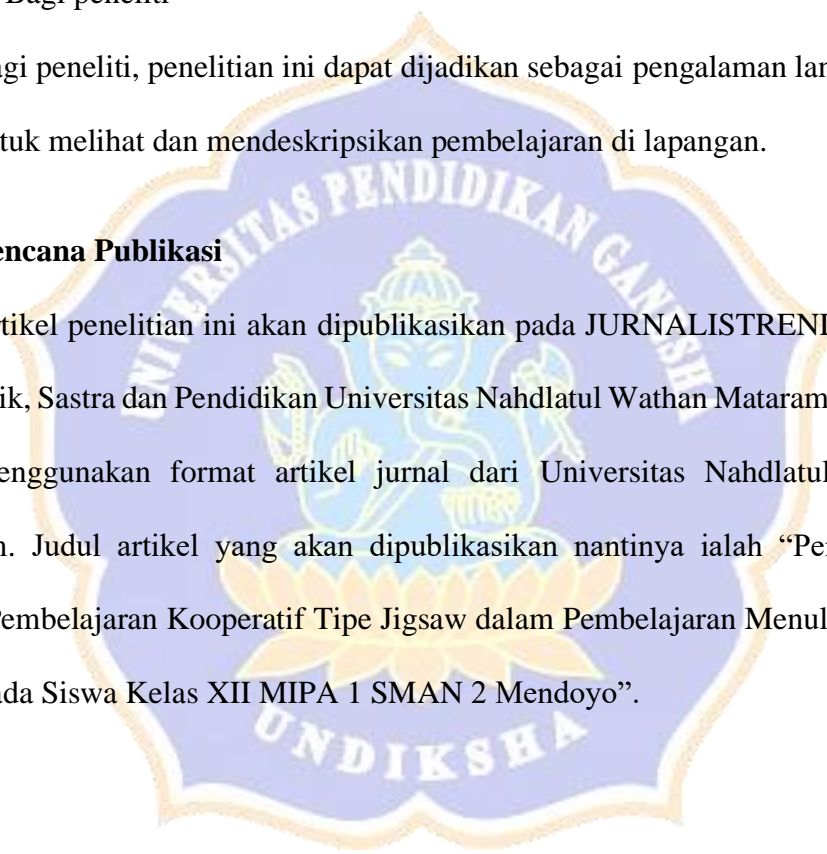 Bagi peneliti
agi peneliti, penelitian ini dapat dijadikan sebagai pengalaman lan
tuk melihat dan mendeskripsikan pembelajaran di lapangan.
encana Publikasi
rtikel penelitian ini akan dipublikasikan pada JURNALISTREND
ik, Sastra dan Pendidikan Universitas Nahdlatul Wathan Mataram
enggunakan format artikel jurnal dari Universitas Nahdlatul
n. Judul artikel yang akan dipublikasikan nantinya ialah “Pe
Pembelajaran Kooperatif Tipe Jigsaw dalam Pembelajaran Menul
ada Siswa Kelas XII MIPA 1 SMAN 2 Mendoyo”.
UNIVERSITAS PENDIDIKAN GANESHA
UNDIKSHA